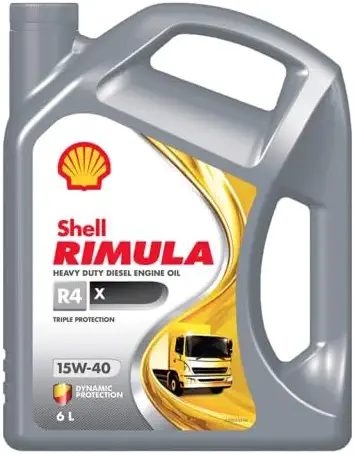 Shell
RIMULA
HEAVY DUTY DIESEL ENGINE OIL
R4 X
TRIPLE PROTECTION
15W-40
DYNAMIC
PROTECTION
6 L